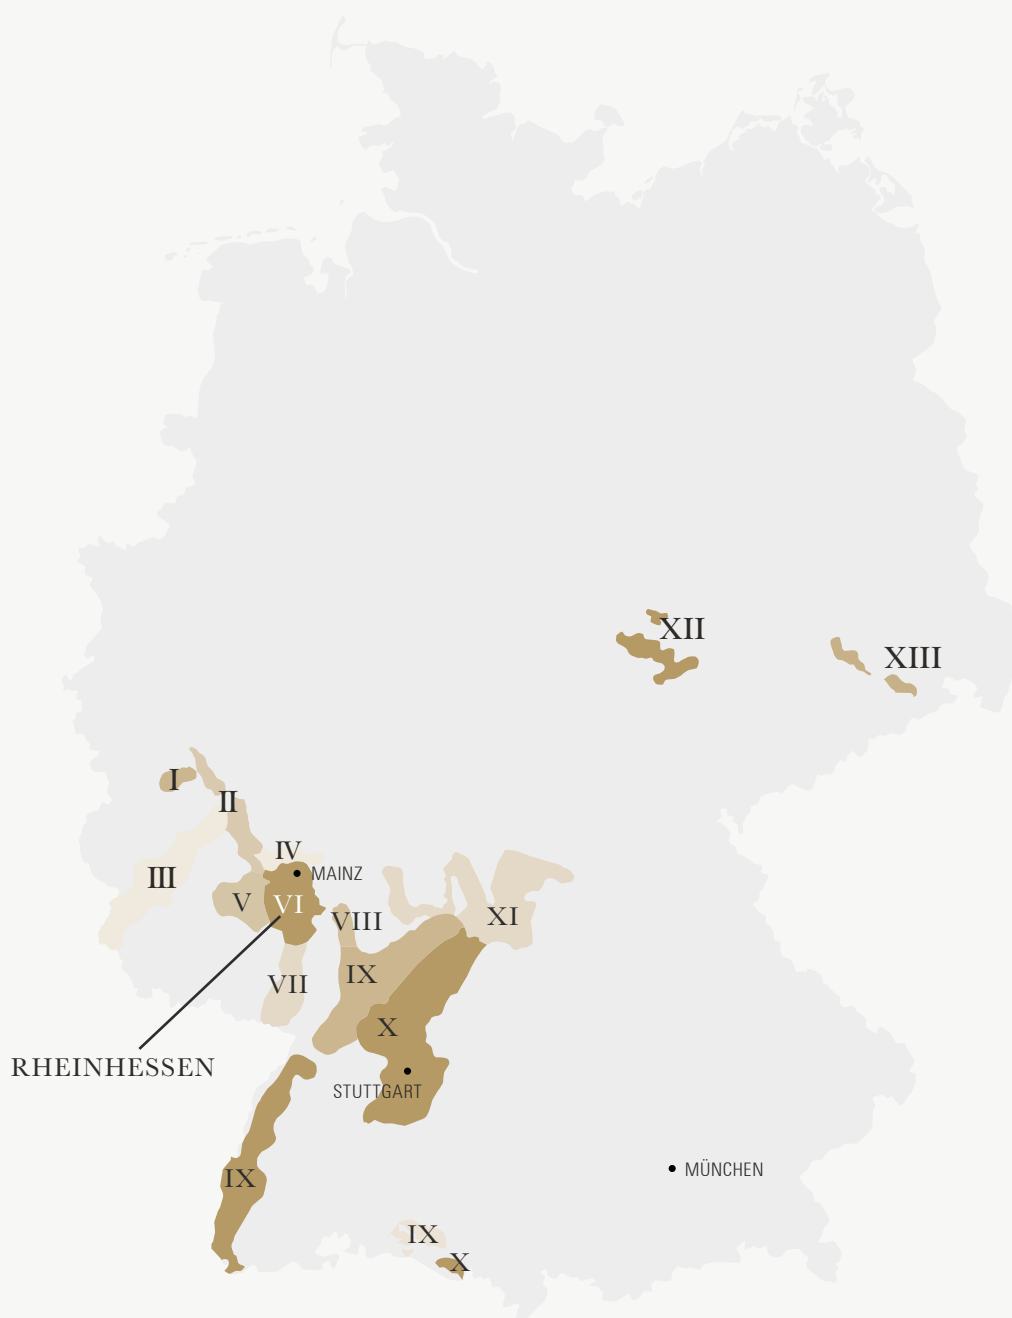 XII
XIII
I
II
IV
MAINZ
III
V
VI
VIII
XI
IX
VII
X
RHEINHESSEN
STUTTGART
MÜNCHEN
IX
IX
X